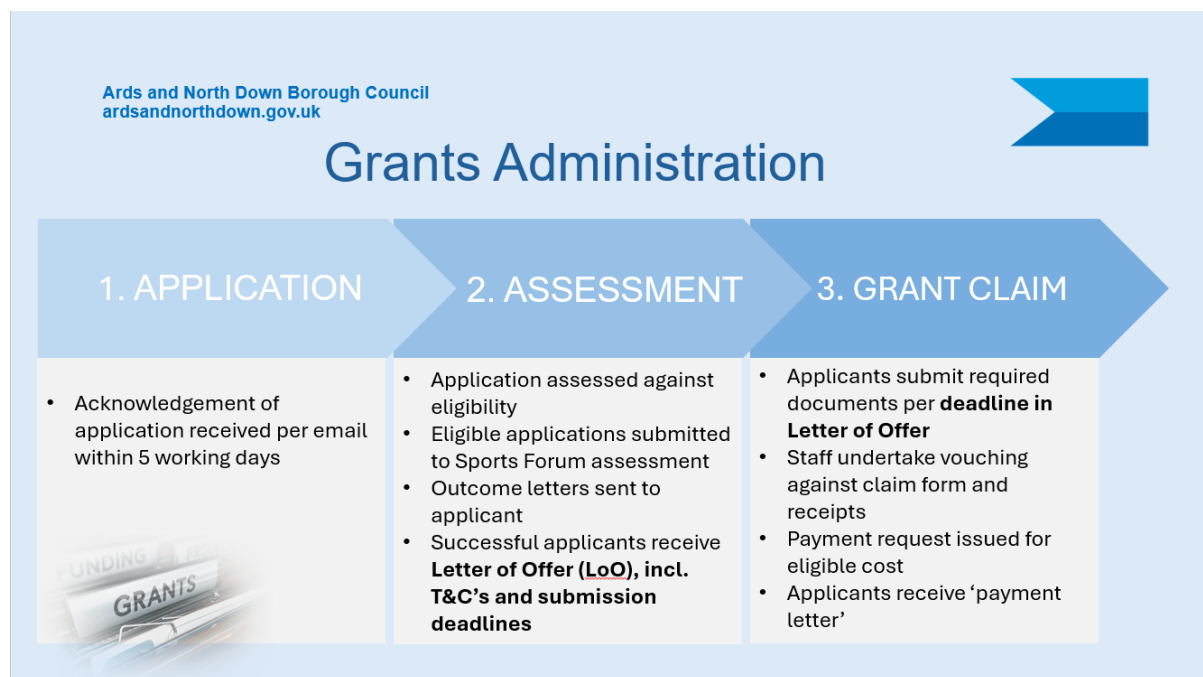 Ards and North Down Borough Council
ardsandnorthdown.gov.uk
Grants Administration
1. APPLICATION
• Acknowledgement of
application received per email
within 5 working days
FUNDING
GRANTS
2. ASSESSMENT
• Application assessed against
eligibility
• Eligible applications submitted
to Sports Forum assessment
• Outcome letters sent to
applicant
• Successful applicants receive
Letter of Offer (LoO), incl.
T&C’s and submission
deadlines
3. GRANT CLAIM
• Applicants submit required
documents per deadline in
Letter of Offer
• Staff undertake vouching
against claim form and
receipts
• Payment request issued for
eligible cost
• Applicants receive ‘payment
letter’